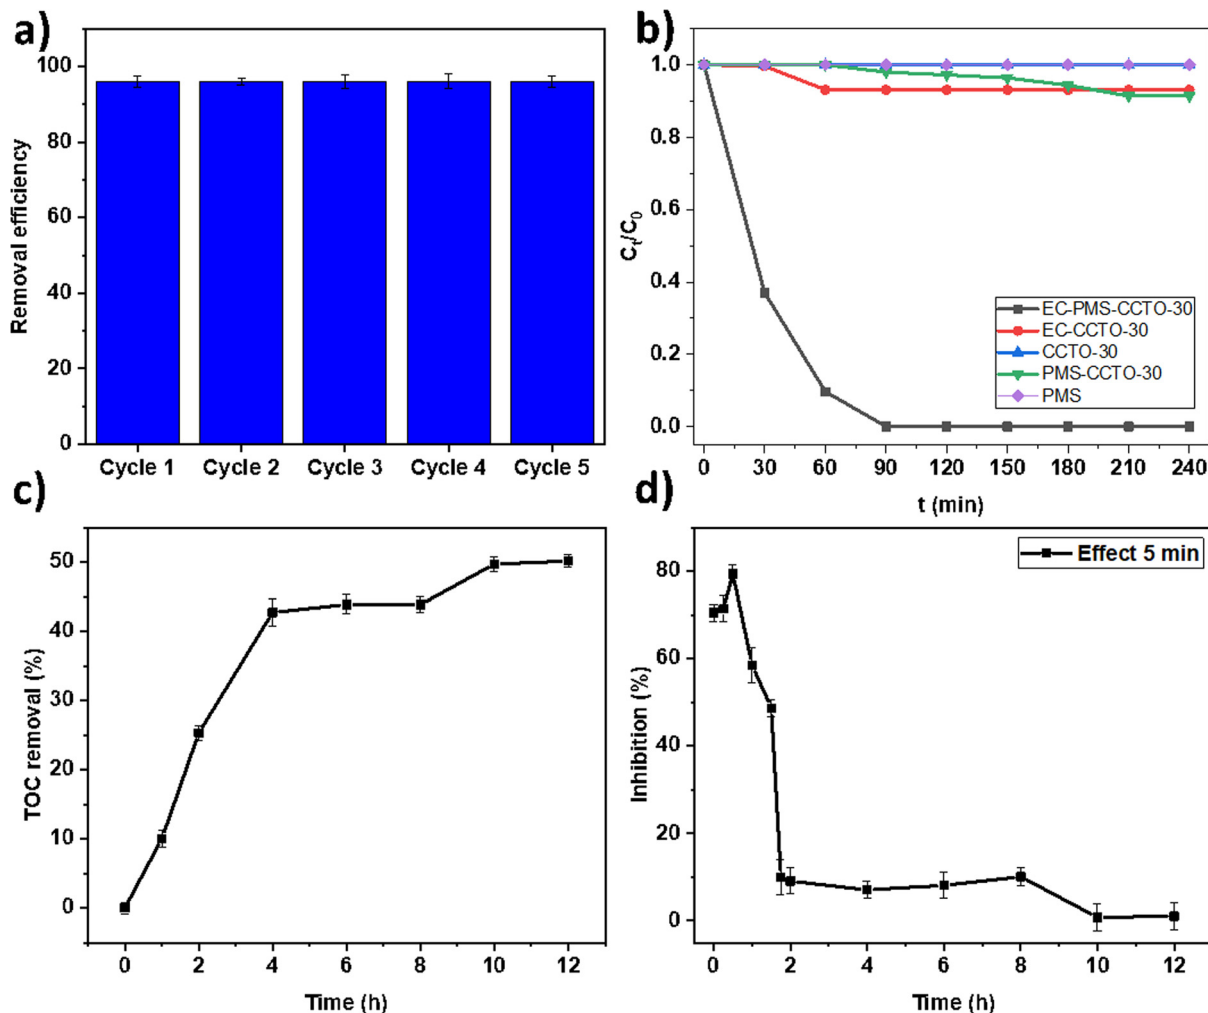 a)
Removal efficiency
100
80
60
40
20
0
Cycle 1 Cycle 2 Cycle 3 Cycle 4 Cycle 5
b)
Ct/C0
1.0
0.8
0.6
0.4
0.2
0.0
EC-PMS-CCTO-30
EC-CCTO-30
CCTO-30
PMS-CCTO-30
PMS
0 30 60 90 120 150 180 210 240
t (min)
c)
TOC removal (%)
50
40
30
20
10
0
0 2 4 6 8 10 12
Time (h)
d)
Inhibition (%)
80
60
40
20
0
Effect 5 min
0 2 4 6 8 10 12
Time (h)